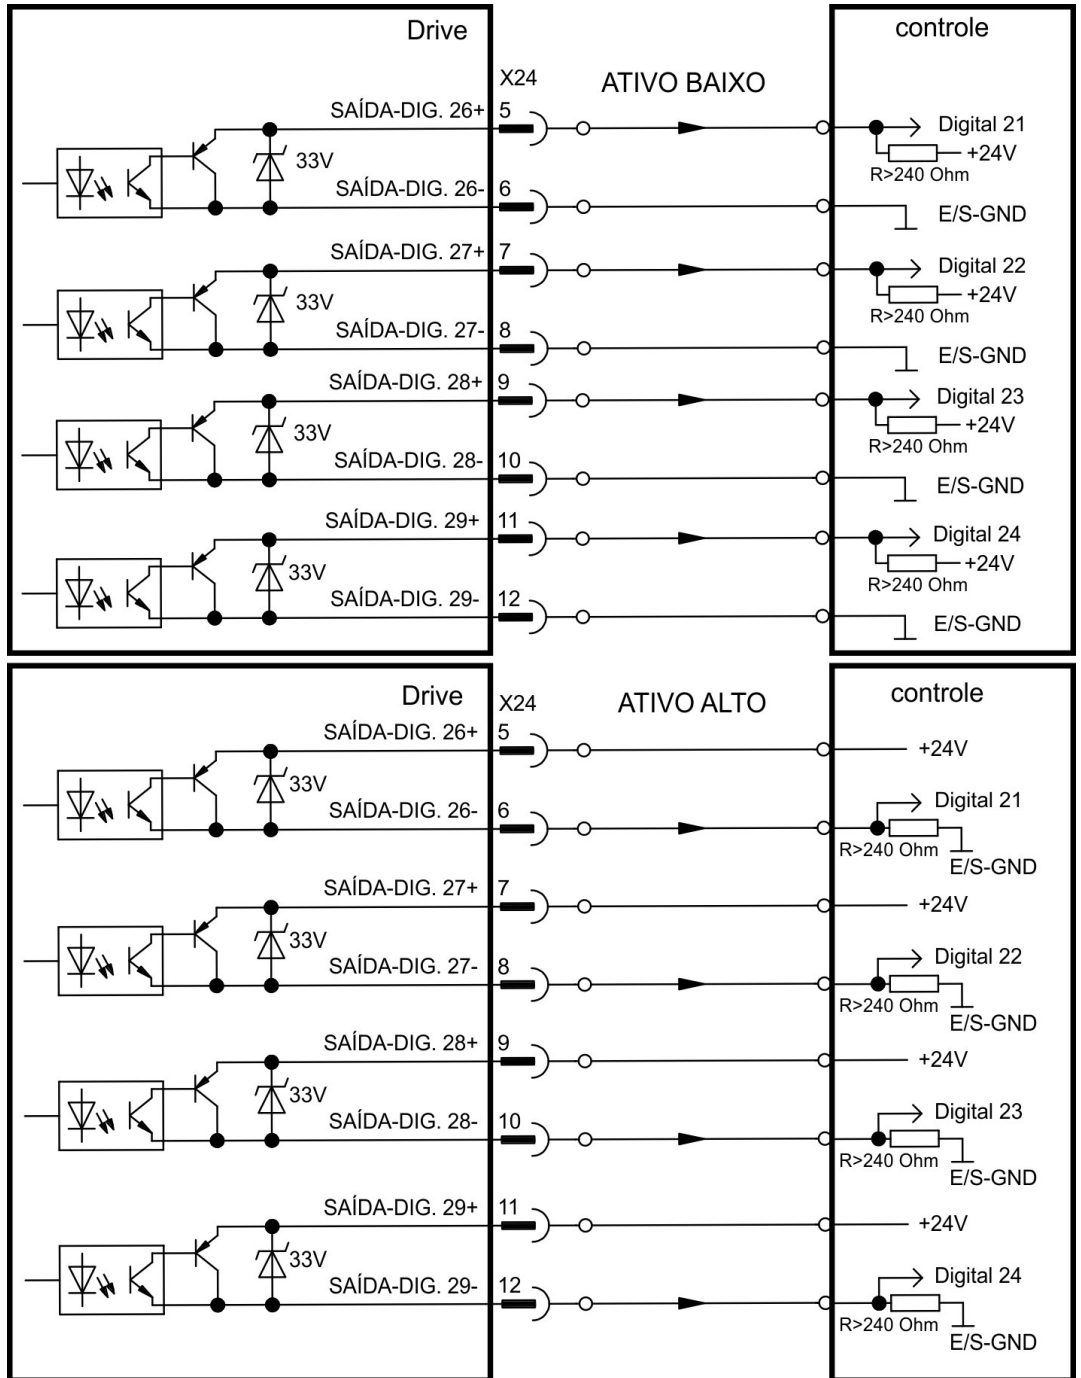 Drive
controle
X24
ATIVO BAIXO
SAÍDA-DIG. 26+
5
Digital 21
33V
+24V
R>240 Ohm
SAÍDA-DIG. 26-
6
E/S-GND
SAÍDA-DIG. 27+
7
Digital 22
33V
+24V
R>240 Ohm
SAÍDA-DIG. 27-
8
E/S-GND
SAÍDA-DIG. 28+
9
Digital 23
33V
+24V
R>240 Ohm
SAÍDA-DIG. 28-
10
E/S-GND
SAÍDA-DIG. 29+
11
Digital 24
33V
+24V
R>240 Ohm
SAÍDA-DIG. 29-
12
E/S-GND
Drive
controle
X24
ATIVO ALTO
SAÍDA-DIG. 26+
5
+24V
33V
SAÍDA-DIG. 26-
6
Digital 21
R>240 Ohm
E/S-GND
SAÍDA-DIG. 27+
7
+24V
33V
SAÍDA-DIG. 27-
8
Digital 22
R>240 Ohm
E/S-GND
SAÍDA-DIG. 28+
9
+24V
33V
SAÍDA-DIG. 28-
10
Digital 23
R>240 Ohm
E/S-GND
SAÍDA-DIG. 29+
11
+24V
33V
SAÍDA-DIG. 29-
12
Digital 24
R>240 Ohm
E/S-GND